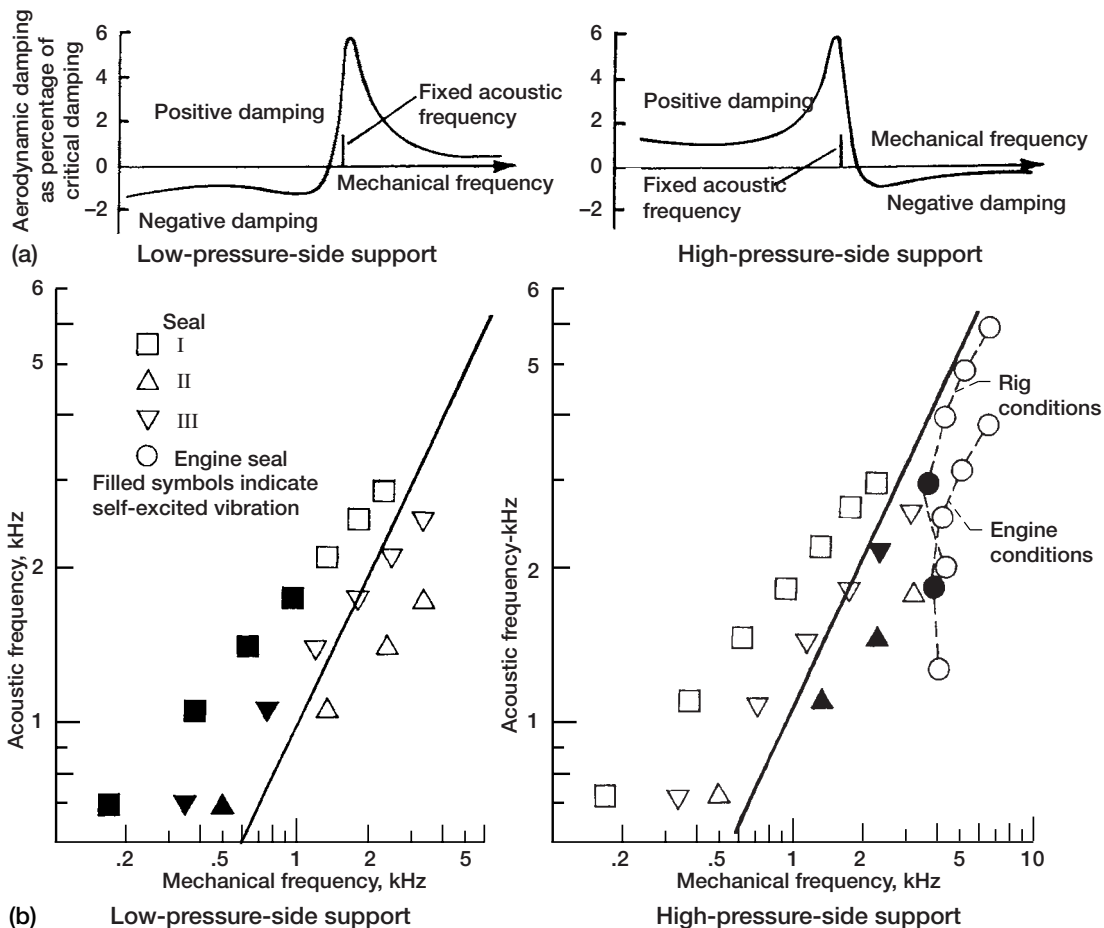 Aerodynamic damping
as percentage of
critical damping
6
4
2
0
−2
Positive damping
Fixed acoustic
frequency
Mechanical frequency
Negative damping
(a)
Low-pressure-side support
6
4
2
0
−2
Positive damping
Mechanical frequency
Fixed acoustic
frequency
Negative damping
High-pressure-side support
Acoustic frequency, kHz
6
5
2
1
Seal
I
II
III
Engine seal
Filled symbols indicate
self-excited vibration
.2
.5
1
2
5
Mechanical frequency, kHz
(b)
Low-pressure-side support
Acoustic frequency-kHz
6
5
2
1
Rig
conditions
Engine
conditions
.2
.5
1
2
5
10
Mechanical frequency, kHz
High-pressure-side support